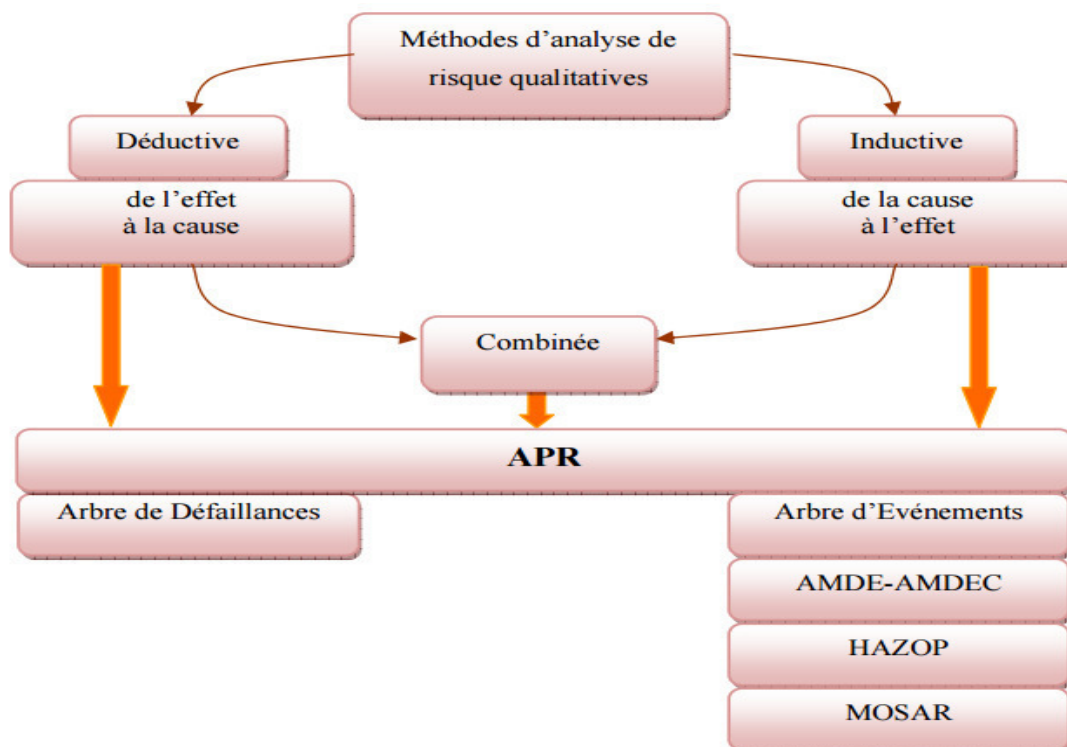 Méthodes d’analyse de
risque qualitatives
Déductive
Inductive
de l’effet
à la cause
de la cause
à l’effet
Combinée
APR
Arbre de Défaillances
Arbre d’Evénements
AMDE-AMDEC
HAZOP
MOSAR